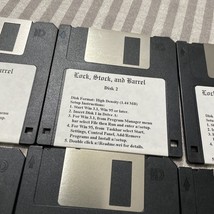 Lock, Stock, and Barrel
Disk 2
Disk Format: High Density (1.44 MB)
Setup Instructions:
1. Start Win 3.1, Win 95 or later
2. Insert Disk 1 in Drive A:
3. For Win 3.1, from Program Manager menu
bar select File then Run and enter a:setup.
4. For Win 95, from Taskbar select Start,
Settings, Control Panel, Add/Remove
Programs and Install a:setup.
5. Double click a:\Readme.wri for details.